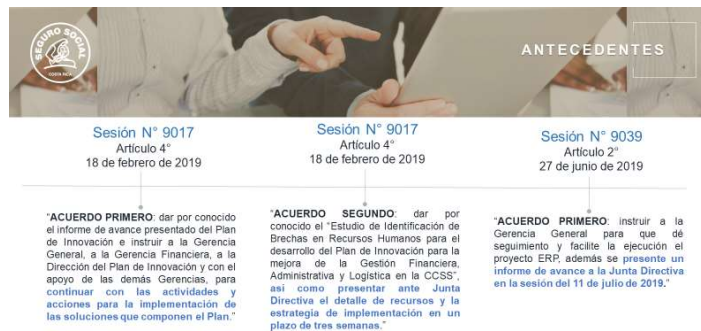 SEGURO SOCIAL
COSTA RICA
ANTECEDENTES
Sesión N° 9017
Artículo 4°
18 de febrero de 2019
"ACUERDO PRIMERO: dar por conocido
el informe de avance presentado del Plan
de Innovación e instruir a la Gerencia
General, a la Gerencia Financiera, a la
Dirección del Plan de Innovación y con el
apoyo de las demás Gerencias, para
continuar con las actividades y
acciones para la implementación de
las soluciones que componen el Plan."
Sesión N° 9017
Artículo 4°
18 de febrero de 2019
"ACUERDO SEGUNDO: dar por
conocido el "Estudio de Identificación de
Brechas en Recursos Humanos para el
desarrollo del Plan de Innovación para la
mejora de la Gestión Financiera,
Administrativa y Logística en la CCSS",
así como presentar ante Junta
Directiva el detalle de recursos y la
estrategia de implementación en un
plazo de tres semanas."
Sesión N° 9039
Artículo 2°
27 de junio de 2019
"ACUERDO PRIMERO: instruir a la
Gerencia General para que dé
seguimiento y facilite la ejecución el
proyecto ERP, además se presente un
informe de avance a la Junta Directiva
en la sesión del 11 de julio de 2019."